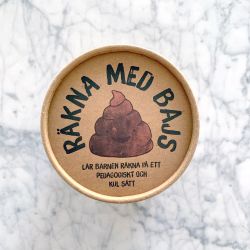 RÄKNA MED BAJS
LÄR BARNEN RÄKNA PÅ ETT
PEDAGOGISKT OCH
KUL SÄTT